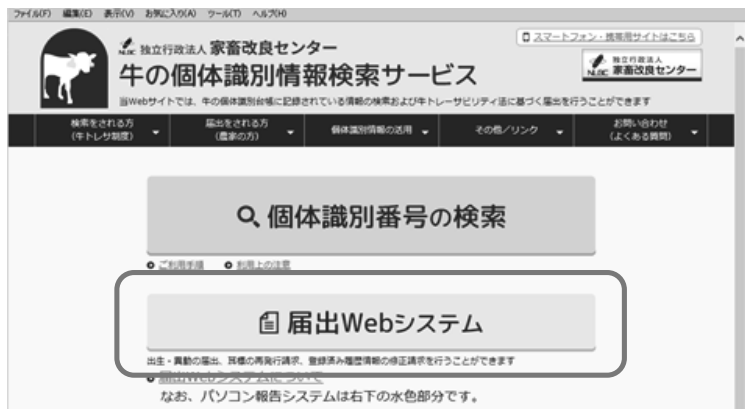 ファイル(F) 編集(E) 表示(V) お気に入り(A) ツール(T) ヘルプ(H)
スマートフォン・携帯用サイトはこちら
NLBC 独立行政法人 家畜改良センター
独立行政法人
NLBC 家畜改良センター
牛の個体識別情報検索サービス
当Webサイトでは、牛の個体識別台帳に記録されている情報の検索および牛トレーサビリティ法に基づく届出を行うことができます
検索をされる方
(牛トレサ制度)
届出をされる方
(農家の方)
個体識別情報の活用
その他/リンク
お問い合わせ
(よくある質問)
個体識別番号の検索
ご利用手順 利用上の注意
届出Webシステム
出生・異動の届出、耳標の再発行請求、登録済み履歴情報の修正請求を行うことができます
届出Webシステムについて
なお、パソコン報告システムは右下の水色部分です。